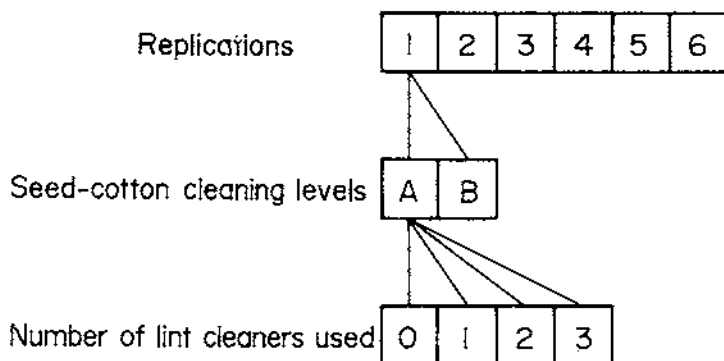 Replications 1 2 3 4 5 6
Seed-cotton cleaning levels A B
Number of lint cleaners used 0 1 2 3